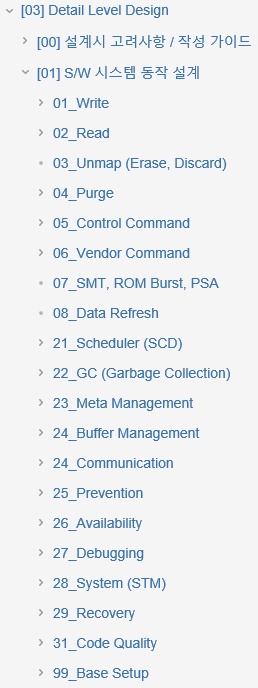 [03] Detail Level Design
[00] 설계시 고려사항 / 작성 가이드
[01] S/W 시스템 동작 설계
01_Write
02_Read
03_Unmap (Erase, Discard)
04_Purge
05_Control Command
06_Vendor Command
07_SMT, ROM Burst, PSA
08_Data Refresh
21_Scheduler (SCD)
22_GC (Garbage Collection)
23_Meta Management
24_Buffer Management
24_Communication
25_Prevention
26_Availability
27_Debugging
28_System (STM)
29_Recovery
31_Code Quality
99_Base Setup